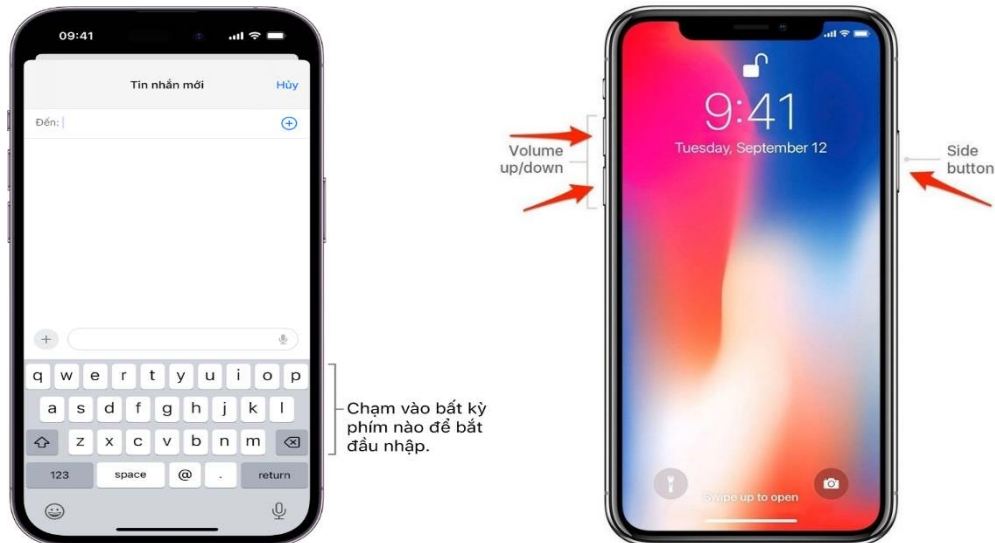 09:41
Tin nhắn mới
Hủy
Đến:
q w e r t y u i o p
a s d f g h j k l
z x c v b n m
123 space @ . return
Chạm vào bất kỳ
phím nào để bắt
đầu nhập.
9:41
Tuesday, September 12
Volume
up/down
Side
button
Swipe up to open